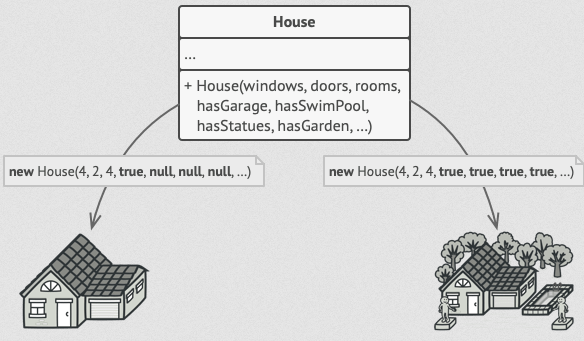 House
...
+ House(windows, doors, rooms,
hasGarage, hasSwimPool,
hasStatues, hasGarden, ...)
new House(4, 2, 4, true, null, null, null, ...)
new House(4, 2, 4, true, true, true, true, ...)